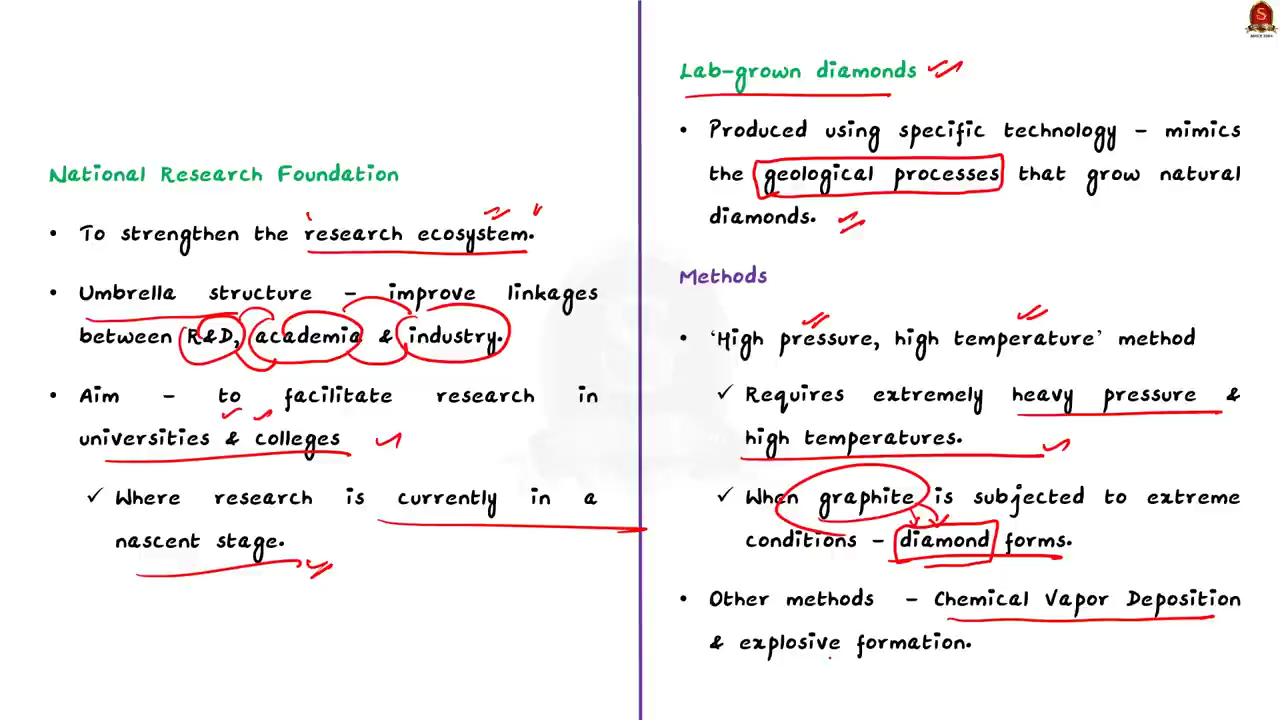 National Research Foundation
• To strengthen the research ecosystem.
• Umbrella structure – improve linkages
between R&D, academia & industry.
• Aim – to facilitate research in
universities & colleges
✓ Where research is currently in a
nascent stage.
Lab-grown diamonds
• Produced using specific technology – mimics
the geological processes that grow natural
diamonds.
Methods
• ‘High pressure, high temperature’ method
✓ Requires extremely heavy pressure &
high temperatures.
✓ When graphite is subjected to extreme
conditions – diamond forms.
• Other methods – Chemical Vapor Deposition
& explosive formation.